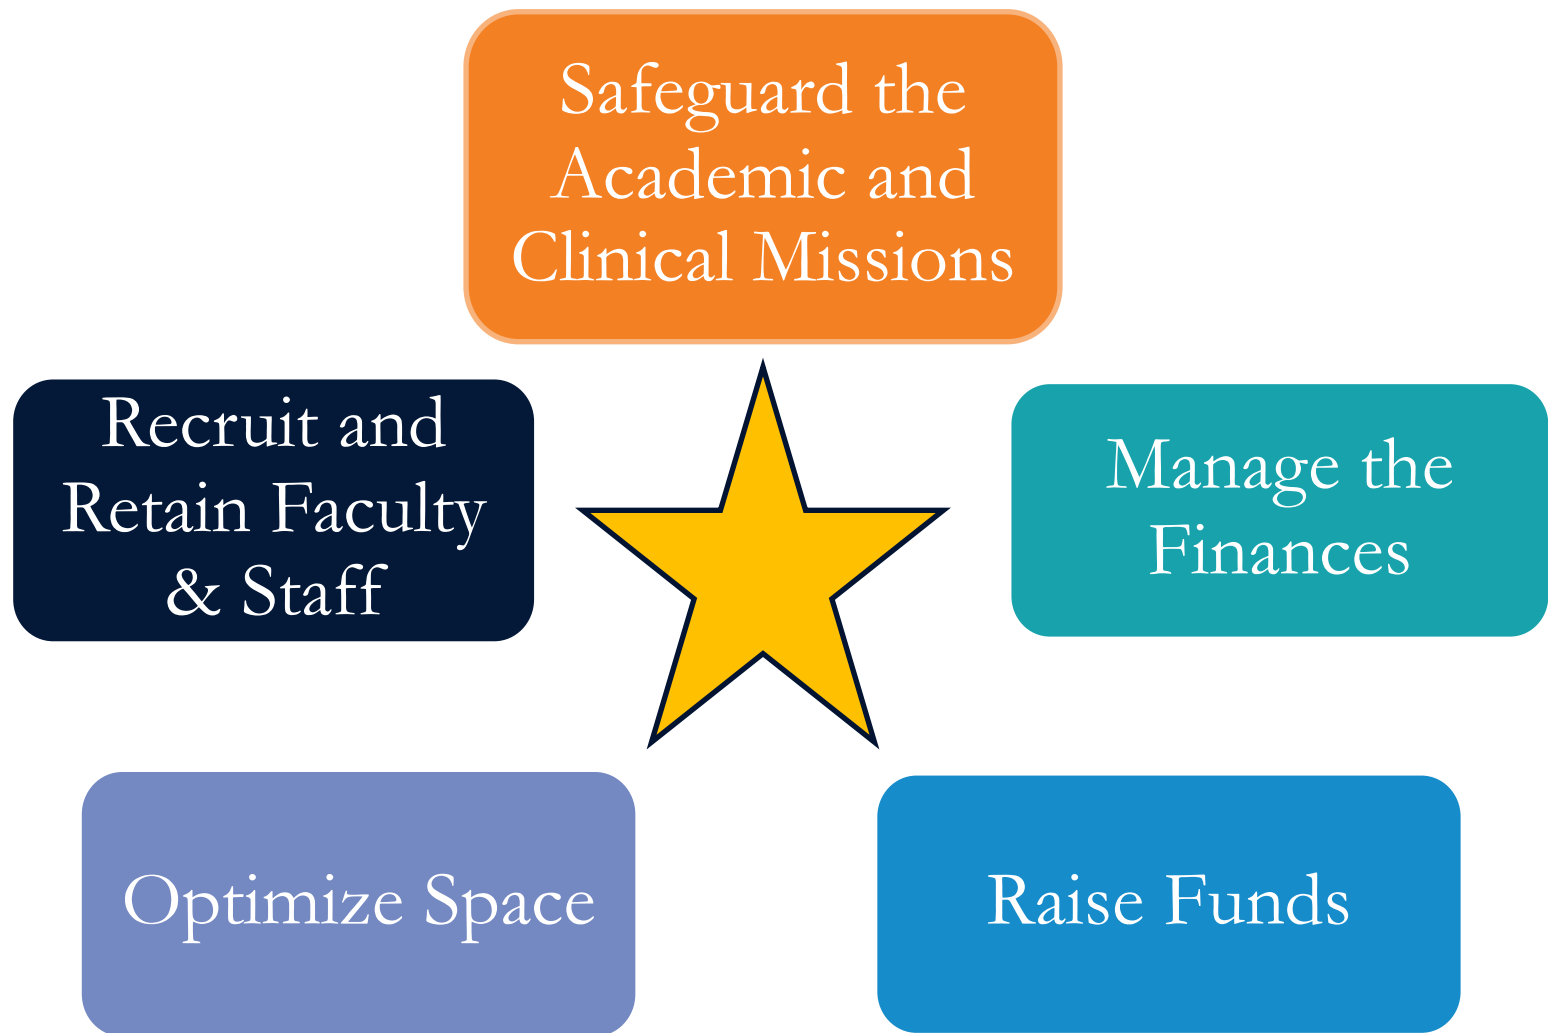 Safeguard the
Academic and
Clinical Missions
Recruit and
Retain Faculty
& Staff
Manage the
Finances
Optimize Space
Raise Funds